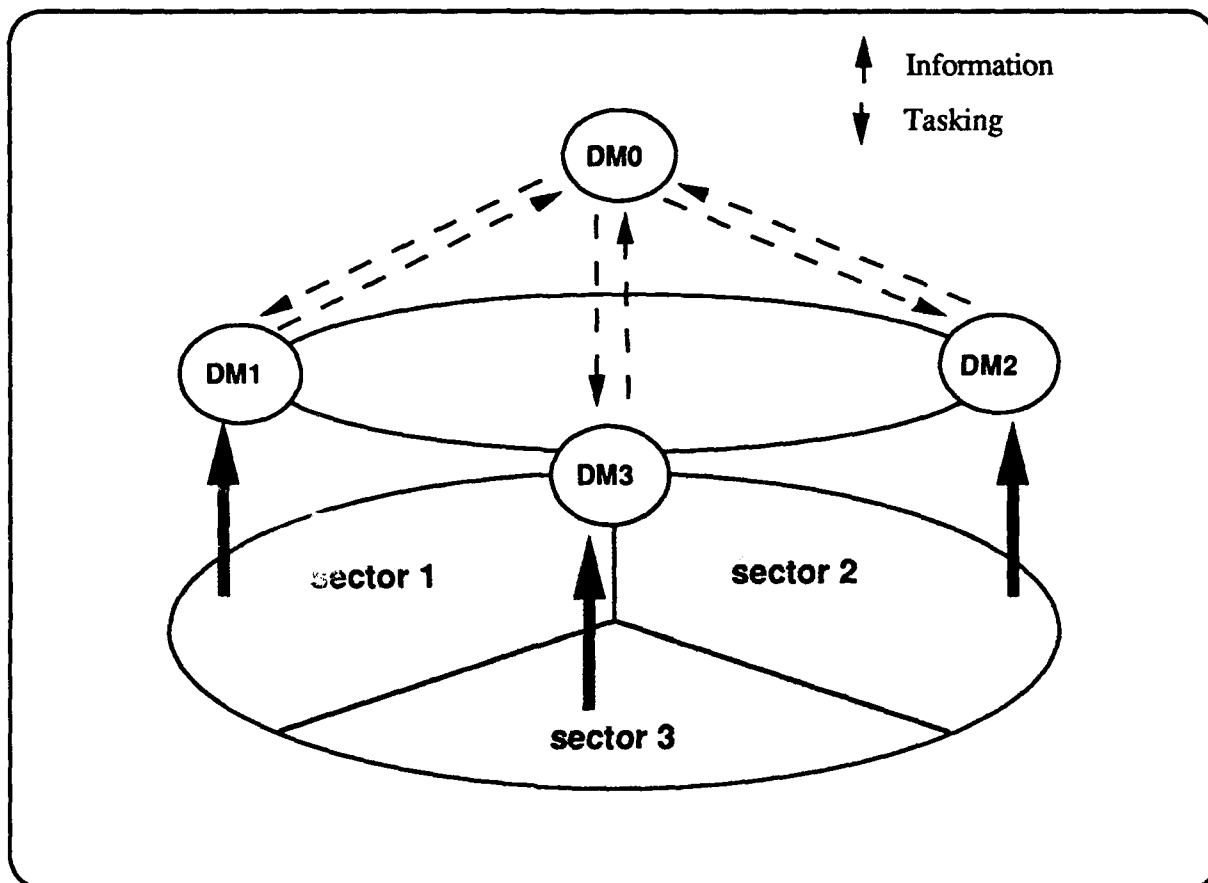 Information
Tasking
DM0
DM1
DM2
DM3
sector 1
sector 2
sector 3